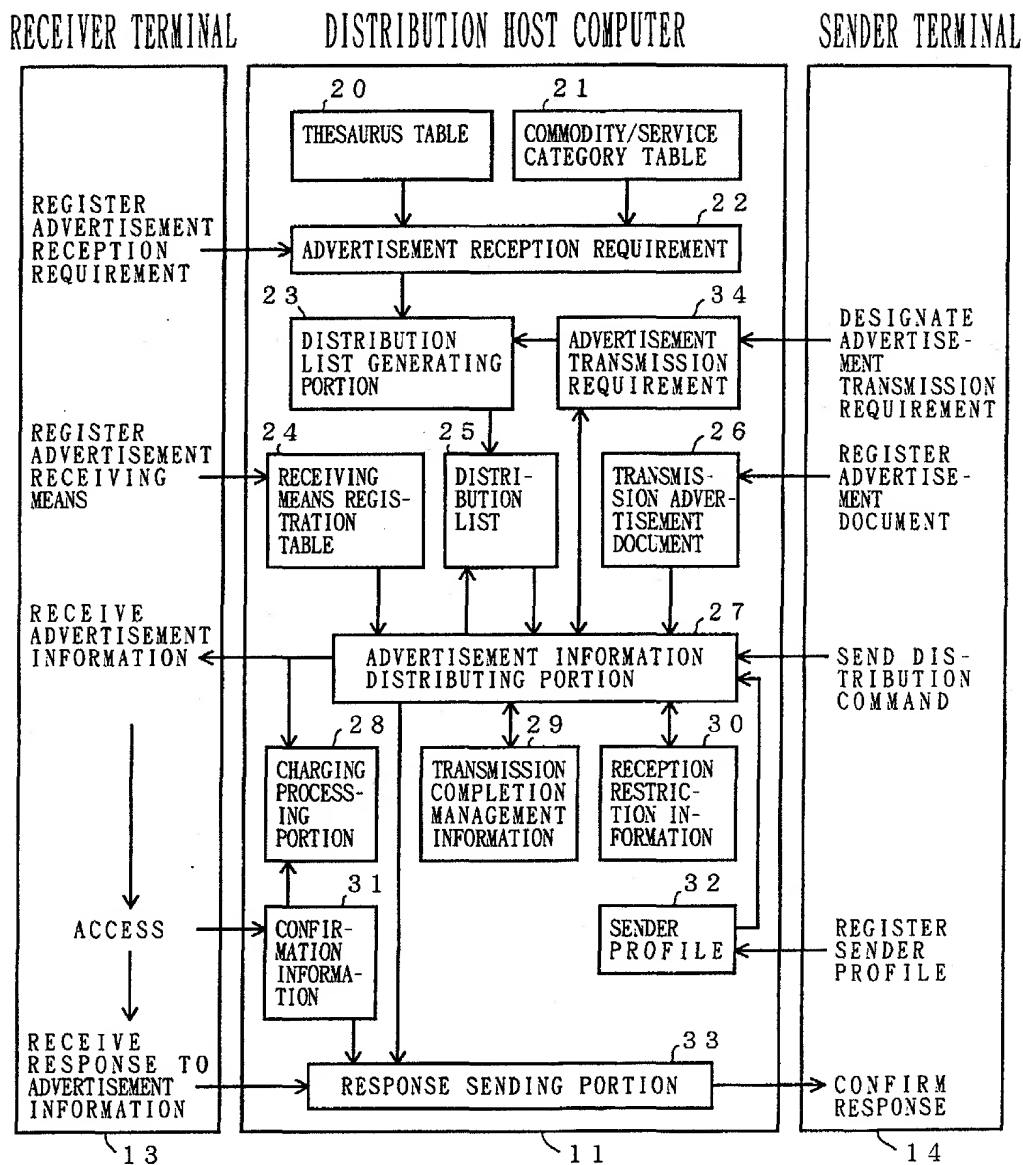 RECEIVER TERMINAL
DISTRIBUTION HOST COMPUTER
SENDER TERMINAL
20
THESAURUS TABLE
21
COMMODITY/SERVICE
CATEGORY TABLE
REGISTER
ADVERTISEMENT
RECEPTION
REQUIREMENT
22
ADVERTISEMENT RECEPTION REQUIREMENT
23
DISTRIBUTION
LIST GENERATING
PORTION
34
ADVERTISEMENT
TRANSMISSION
REQUIREMENT
DESIGNATE
ADVERTISE-
MENT
TRANSMISSION
REQUIREMENT
REGISTER
ADVERTISEMENT
RECEIVING
MEANS
24
RECEIVING
MEANS REGIS-
TRATION
TABLE
25
DISTRI-
BUTION
LIST
26
TRANSMIS-
SION ADVER-
TISEMENT
DOCUMENT
REGISTER
ADVERTISE-
MENT
DOCUMENT
RECEIVE
ADVERTISEMENT
INFORMATION
27
ADVERTISEMENT INFORMATION
DISTRIBUTING PORTION
SEND DIS-
TRIBUTION
COMMAND
28
CHARGING
PROCESS-
ING
PORTION
29
TRANSMISSION
COMPLETION
MANAGEMENT
INFORMATION
30
RECEPTION
RESTRIC-
TION IN-
FORMATION
ACCESS
31
CONFIR-
MATION
INFORMA-
TION
32
SENDER
PROFILE
REGISTER
SENDER
PROFILE
RECEIVE
RESPONSE TO
ADVERTISEMENT
INFORMATION
33
RESPONSE SENDING PORTION
CONFIRM
RESPONSE
13
11
14